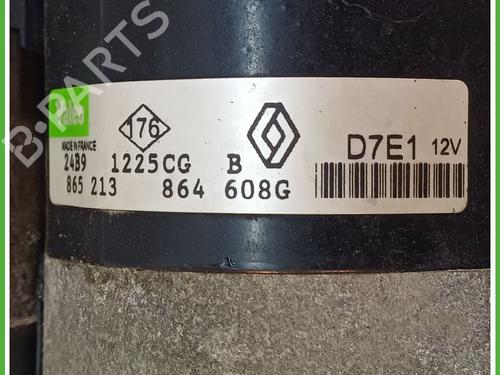 B-PARTS
Valeo
176
MADE IN FRANCE
24B9 1225CG B
865 213 864 608G
D7E1 12V